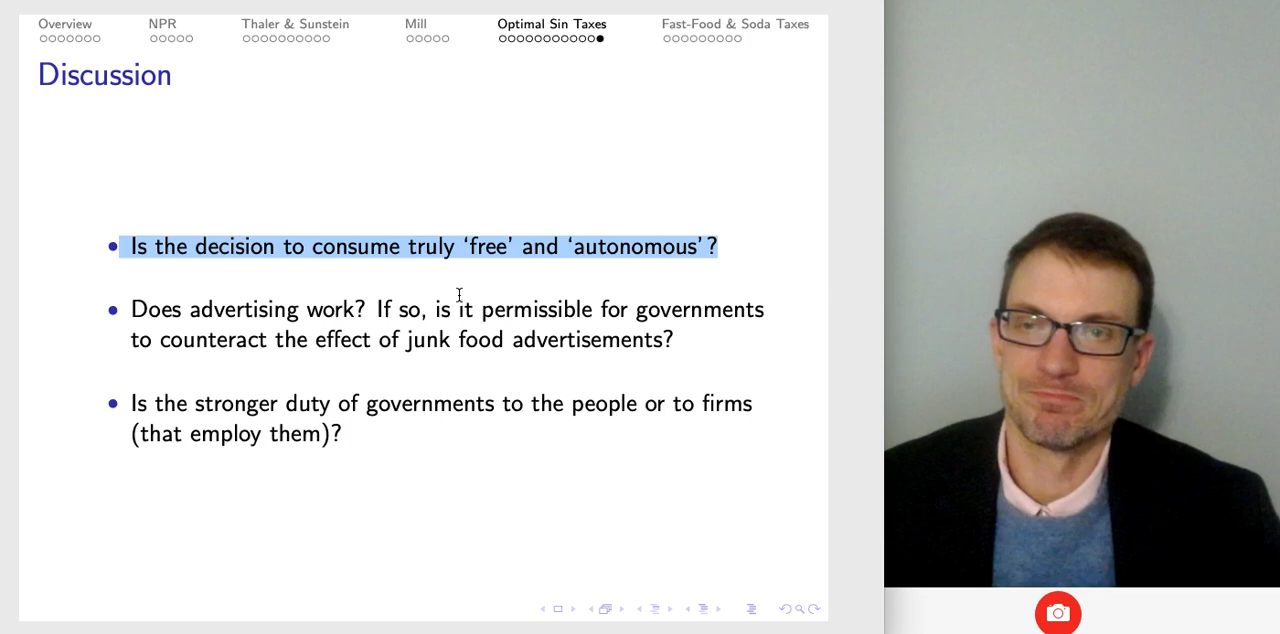 Overview NPR Thaler & Sunstein Mill Optimal Sin Taxes Fast-Food & Soda Taxes
Discussion
• Is the decision to consume truly ‘free’ and ‘autonomous’?
• Does advertising work? If so, is it permissible for governments
to counteract the effect of junk food advertisements?
• Is the stronger duty of governments to the people or to firms
(that employ them)?